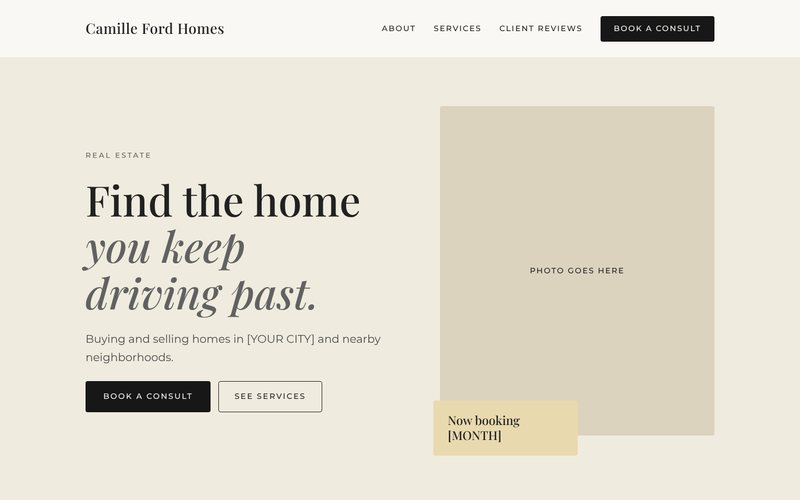 Camille Ford Homes
ABOUT
SERVICES
CLIENT REVIEWS
BOOK A CONSULT
REAL ESTATE
Find the home
you keep
driving past.
Buying and selling homes in [YOUR CITY] and nearby
neighborhoods.
BOOK A CONSULT
SEE SERVICES
PHOTO GOES HERE
Now booking
[MONTH]